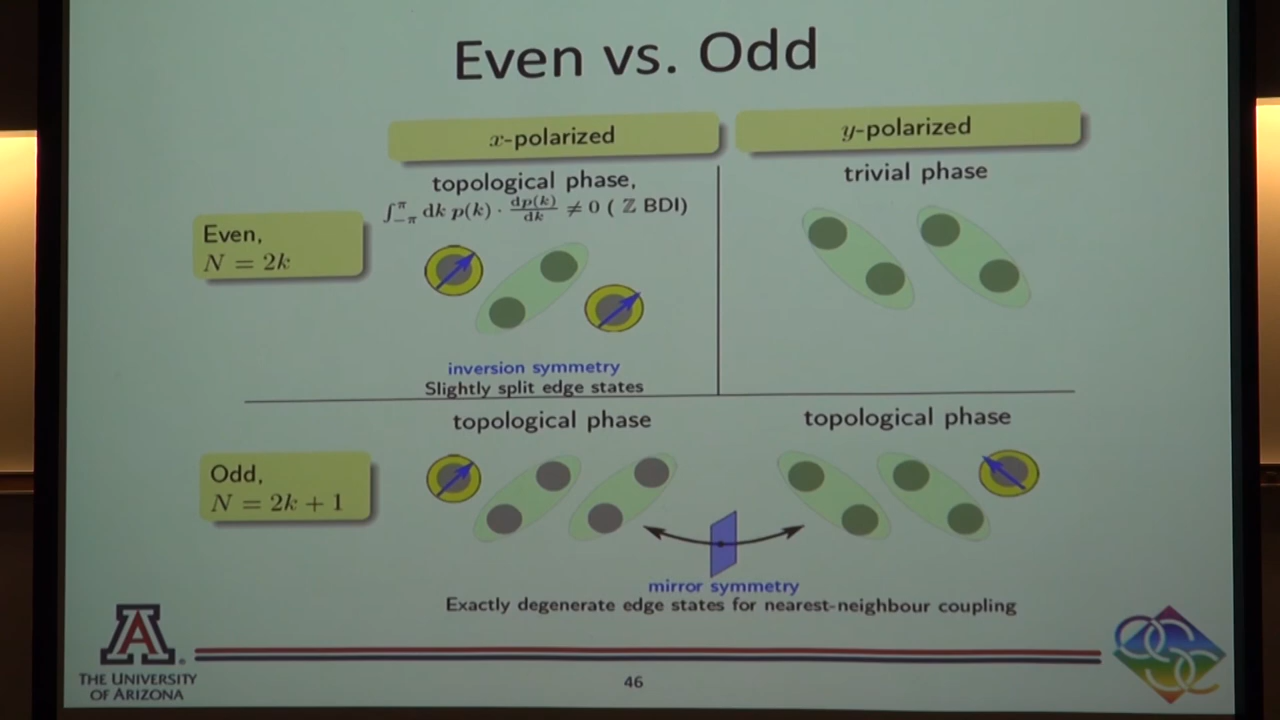 Even vs. Odd
x-polarized
y-polarized
topological phase,
∫_{-π}^{π} dk p(k) · dp(k)/dk ≠ 0 ( ℤ BDI)
trivial phase
Even,
N = 2k
inversion symmetry
Slightly split edge states
topological phase
topological phase
Odd,
N = 2k + 1
mirror symmetry
Exactly degenerate edge states for nearest-neighbour coupling
A
THE UNIVERSITY
OF ARIZONA
46
OSC